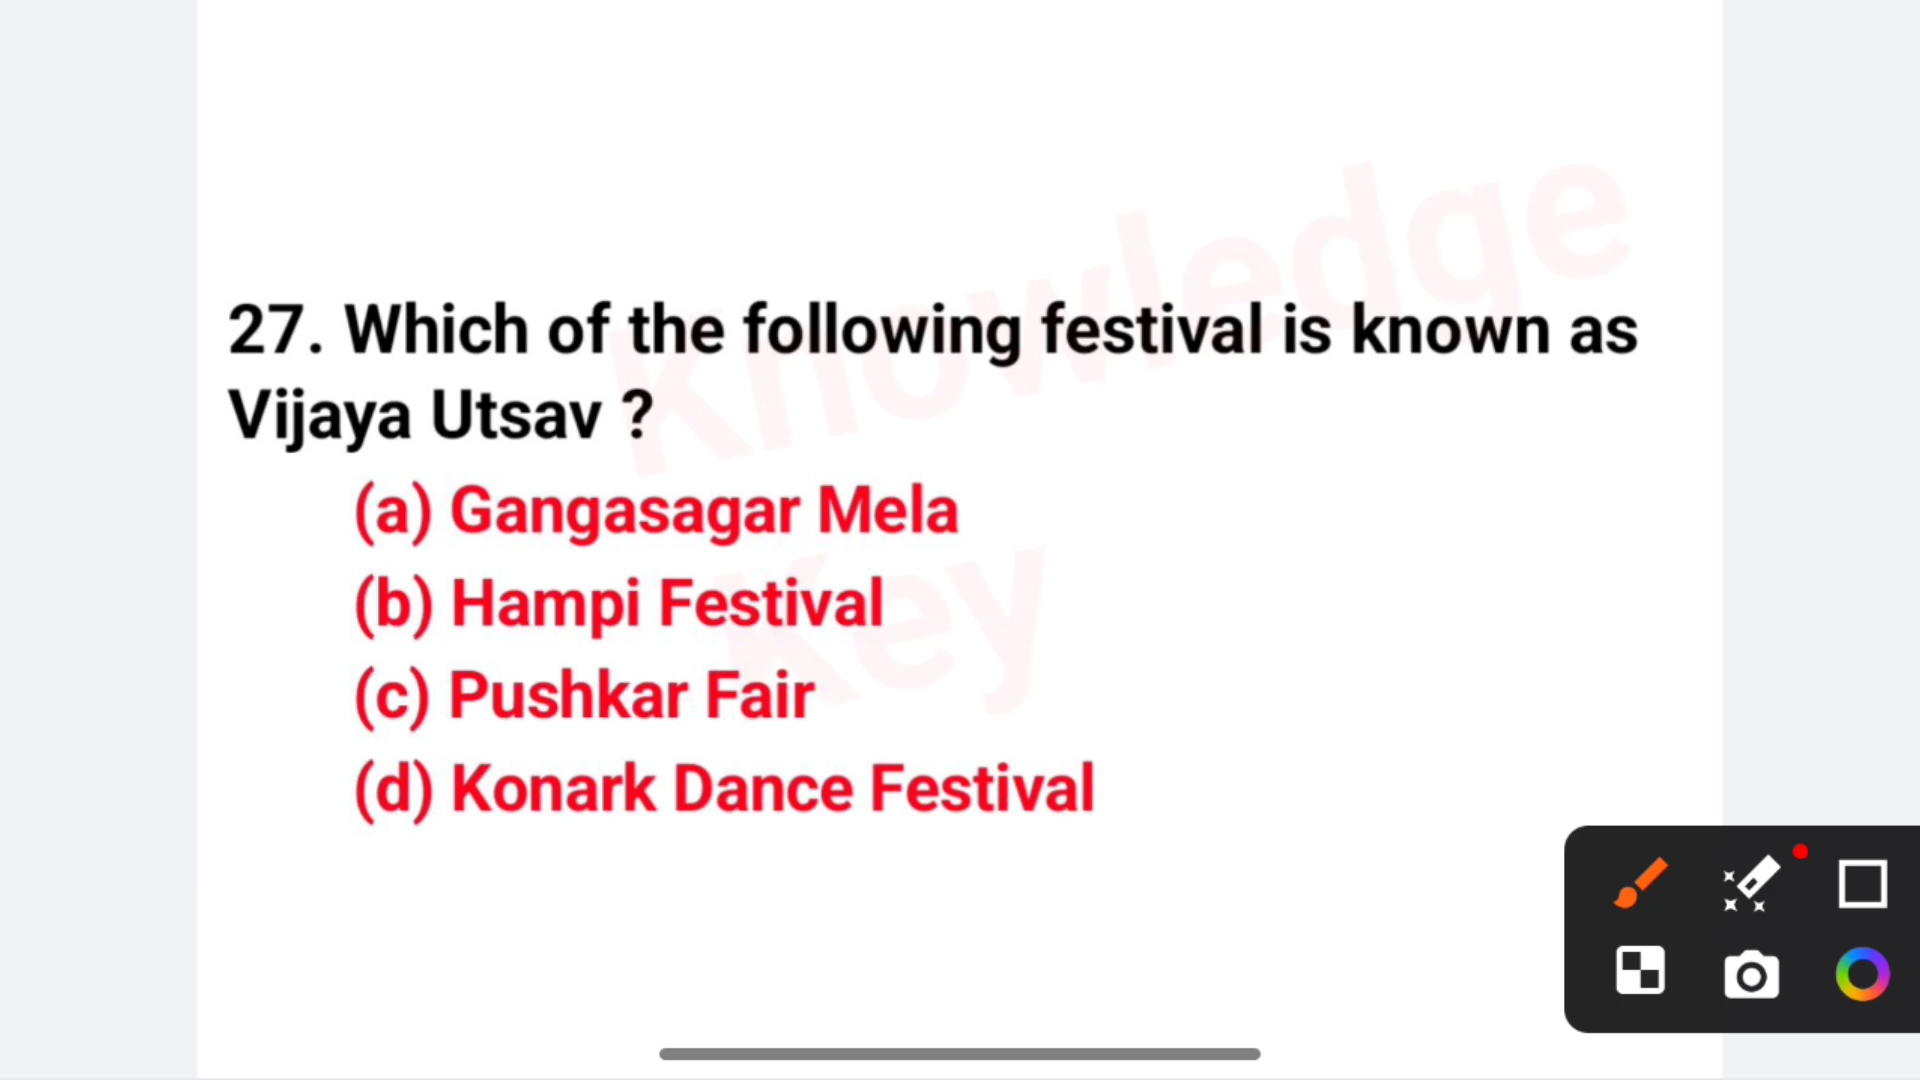 27. Which of the following festival is known as
Vijaya Utsav ?
(a) Gangasagar Mela
(b) Hampi Festival
(c) Pushkar Fair
(d) Konark Dance Festival
Knowledge
Key